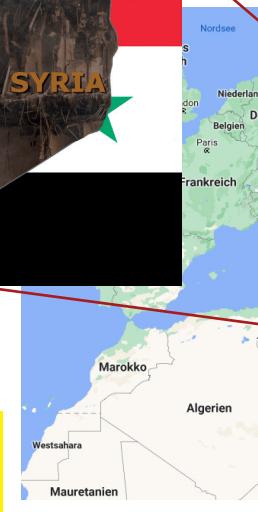 Nordsee
SYRIA
don
Niederlan
Belgien
Paris
Frankreich
Marokko
Algerien
Westsahara
Mauretanien